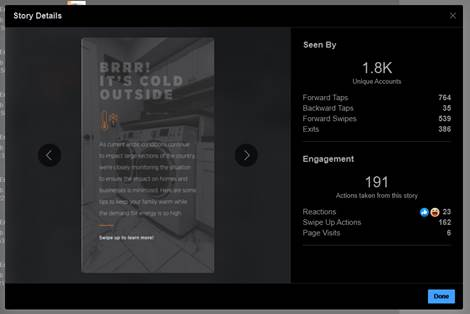 Story Details
BRRR!
IT'S COLD
OUTSIDE
As current arctic conditions continue
to impact large sections of the country,
we're closely monitoring the situation
to ensure the impact on homes and
businesses is minimized. Here are some
tips to keep your family warm while
the demand for energy is so high.
Swipe up to learn more!
Seen By
1.8K
Unique Accounts
Forward Taps 764
Backward Taps 35
Forward Swipes 539
Exits 386
Engagement
191
Actions taken from this story
Reactions 23
Swipe Up Actions 162
Page Visits 6
Done